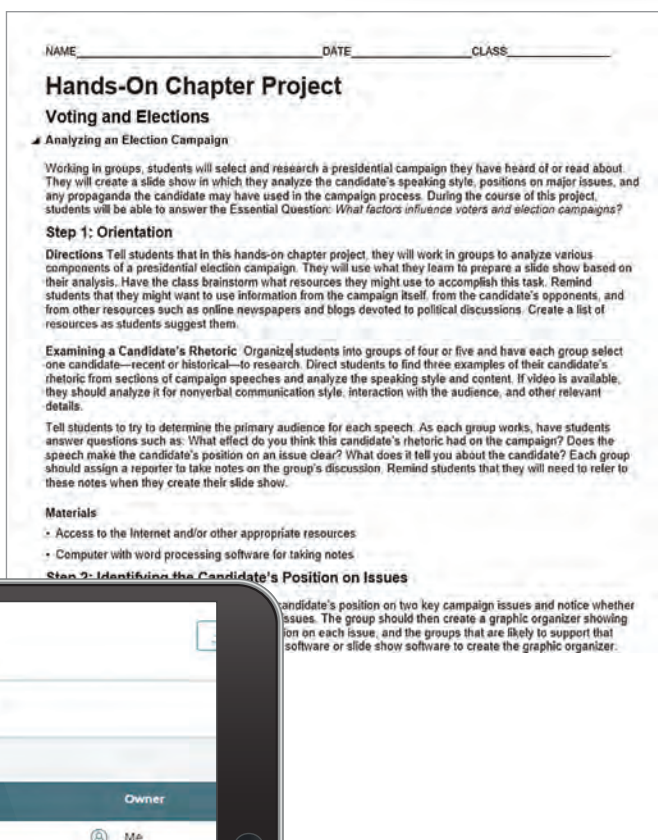 NAME DATE CLASS
Hands-On Chapter Project
Voting and Elections
Analyzing an Election Campaign
Working in groups, students will select and research a presidential campaign they have heard of or read about.
They will create a slide show in which they analyze the candidate's speaking style, positions on major issues, and
any propaganda the candidate may have used in the campaign process. During the course of this project,
students will be able to answer the Essential Question: What factors influence voters and election campaigns?
Step 1: Orientation
Directions Tell students that in this hands-on chapter project, they will work in groups to analyze various
components of a presidential election campaign. They will use what they learn to prepare a slide show based on
their analysis. Have the class brainstorm what resources they might use to accomplish this task. Remind
students that they might want to use information from the campaign itself, from the candidate's opponents, and
from other resources such as online newspapers and blogs devoted to political discussions. Create a list of
resources as students suggest them.
Examining a Candidate's Rhetoric Organize students into groups of four or five and have each group select
one candidate—recent or historical—to research. Direct students to find three examples of their candidate's
rhetoric from sections of campaign speeches and analyze the speaking style and content. If video is available,
they should analyze it for nonverbal communication style, interaction with the audience, and other relevant
details.
Tell students to try to determine the primary audience for each speech. As each group works, have students
answer questions such as: What effect do you think this candidate's rhetoric had on the campaign? Does the
speech make the candidate's position on an issue clear? What does it tell you about the candidate? Each group
should assign a reporter to take notes on the group's discussion. Remind students that they will need to refer to
these notes when they create their slide show.
Materials
• Access to the Internet and/or other appropriate resources
• Computer with word processing software for taking notes
Step 2: Identifying the Candidate's Position on Issues
candidate's position on two key campaign issues and notice whether
ssues. The group should then create a graphic organizer showing
ion on each issue, and the groups that are likely to support that
software or slide show software to create the graphic organizer.
Owner
Me